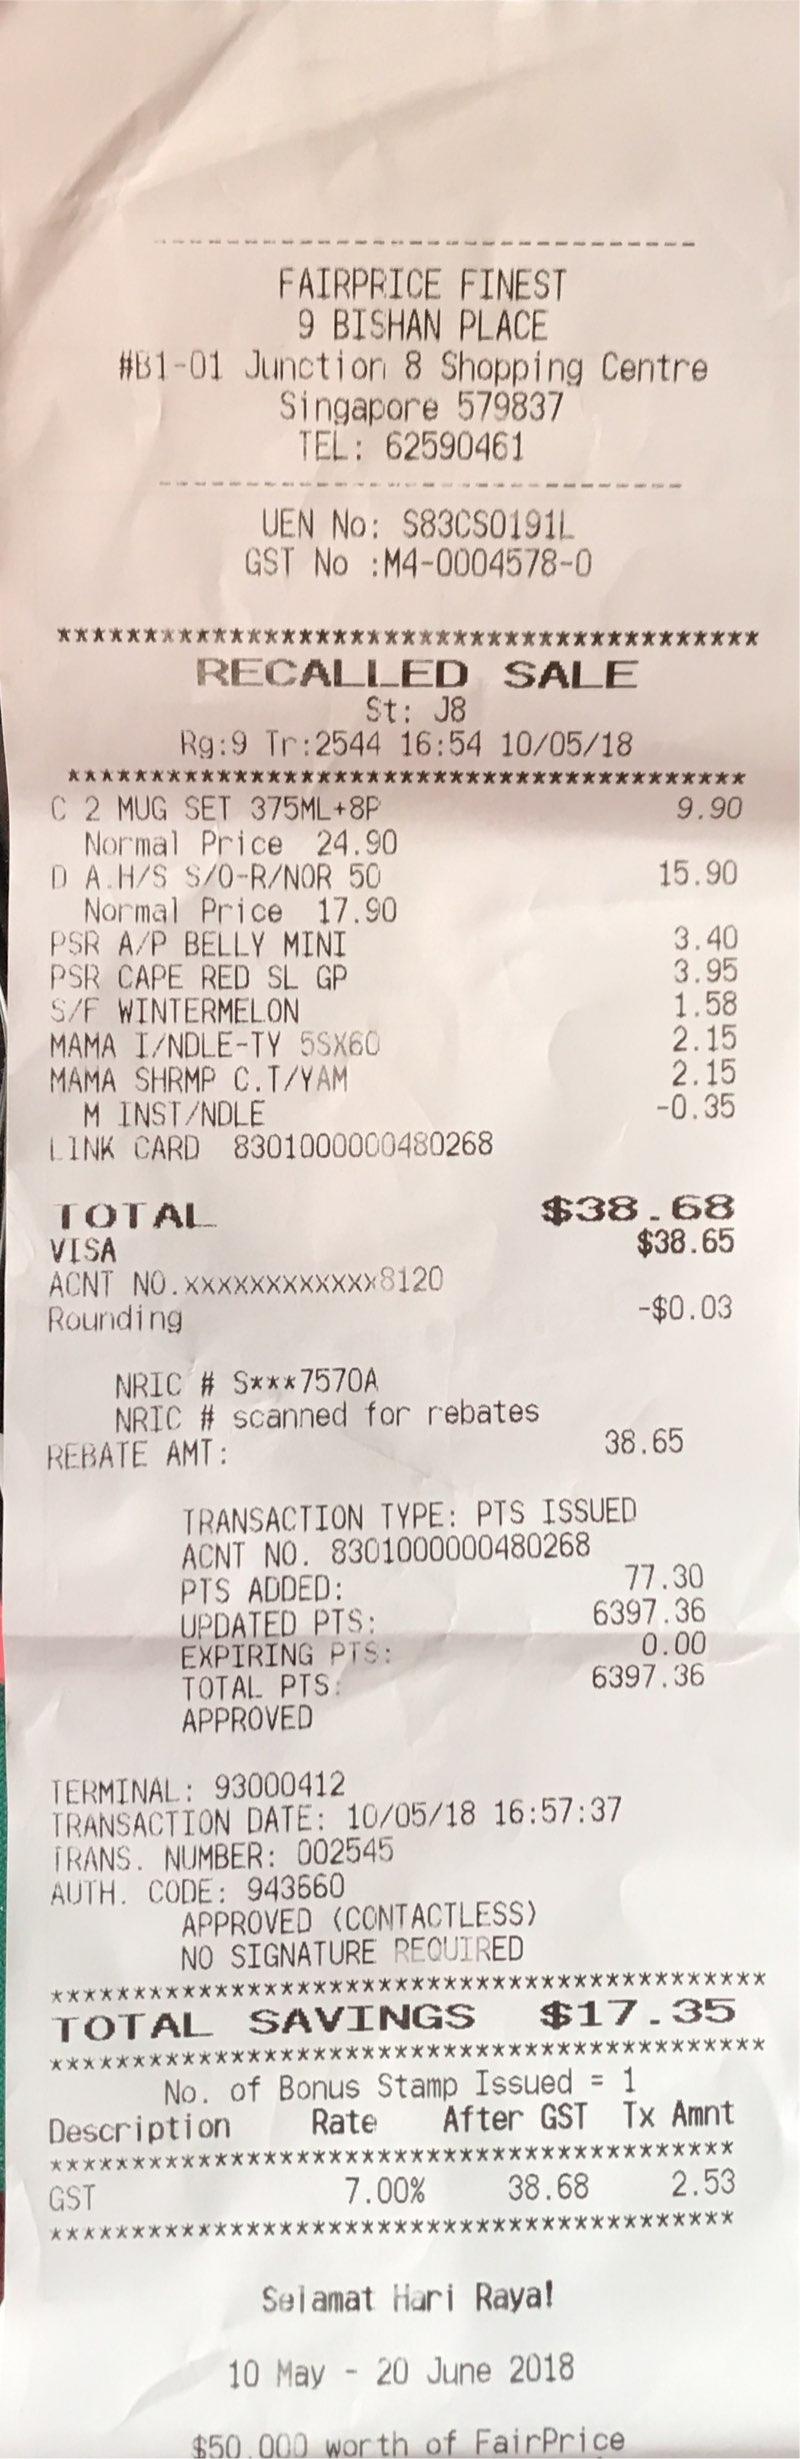 FAIRPRICE FINEST
9 BISHAN PLACE
#B1-01 Junction 8 Shopping Centre
Singapore 579837
TEL: 62590461
UEN No: S83CS0191L
GST No :M4-0004578-0
******************************************
RECALLED SALE
St: J8
Rg:9 Tr:2544 16:54 10/05/18
******************************************
C 2 MUG SET 375ML+8P 9.90
Normal Price 24.90
D A.H/S S/O-R/NOR 50 15.90
Normal Price 17.90
PSR A/P BELLY MINI 3.40
PSR CAPE RED SL GP 3.95
S/F WINTERMELON 1.58
MAMA I/NDLE-TY 5SX60 2.15
MAMA SHRMP C.T/YAM 2.15
M INST/NDLE -0.35
LINK CARD 8301000000480268
TOTAL $38.68
VISA $38.65
ACNT NO.xxxxxxxxxxxx8120
Rounding -$0.03
NRIC # S***7570A
NRIC # scanned for rebates
REBATE AMT: 38.65
TRANSACTION TYPE: PTS ISSUED
ACNT NO. 8301000000480268
PTS ADDED: 77.30
UPDATED PTS: 6397.36
EXPIRING PTS: 0.00
TOTAL PTS: 6397.36
APPROVED
TERMINAL: 93000412
TRANSACTION DATE: 10/05/18 16:57:37
TRANS. NUMBER: 002545
AUTH. CODE: 943660
APPROVED (CONTACTLESS)
NO SIGNATURE REQUIRED
******************************************
TOTAL SAVINGS $17.35
******************************************
No. of Bonus Stamp Issued = 1
Description Rate After GST Tx Amnt
******************************************
GST 7.00% 38.68 2.53
******************************************
Selamat Hari Raya!
10 May - 20 June 2018
$50,000 worth of FairPrice